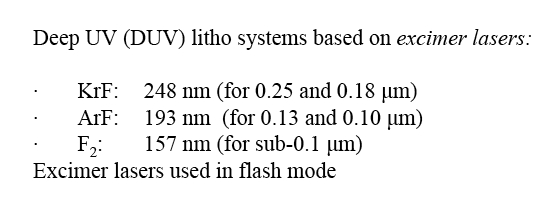 Deep UV (DUV) litho systems based on excimer lasers:
· KrF: 248 nm (for 0.25 and 0.18 μm)
· ArF: 193 nm (for 0.13 and 0.10 μm)
· F₂: 157 nm (for sub-0.1 μm)
Excimer lasers used in flash mode